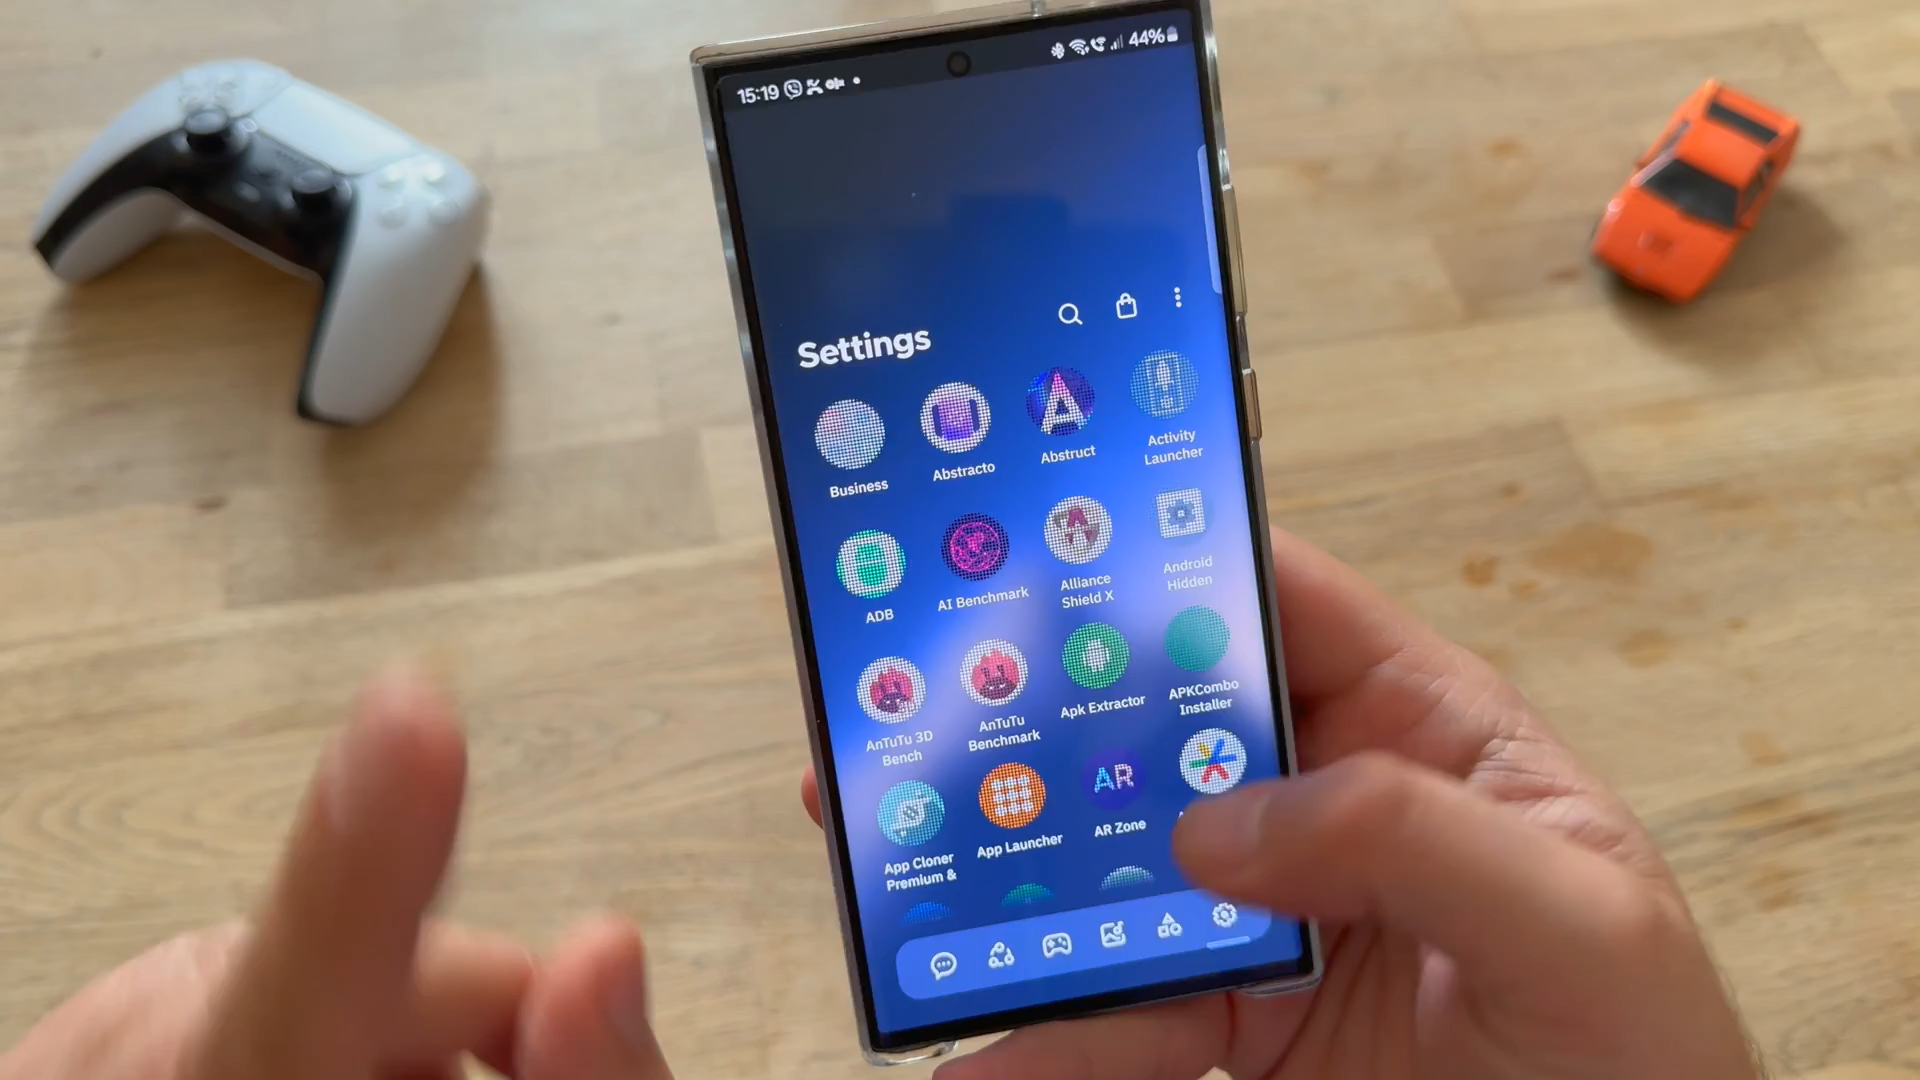 15:19
44%
Settings
Business
Abstracto
Abstruct
Activity
Launcher
ADB
AI Benchmark
Alliance
Shield X
Android
Hidden
AnTuTu 3D
Bench
AnTuTu
Benchmark
Apk Extractor
APKCombo
Installer
App Cloner
Premium &
App Launcher
AR
AR Zone